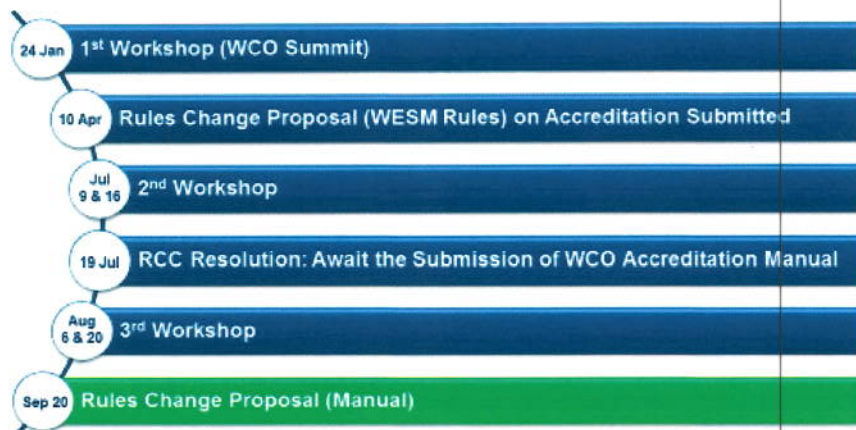 24 Jan 1st Workshop (WCO Summit)
10 Apr Rules Change Proposal (WESM Rules) on Accreditation Submitted
Jul
9 & 16 2nd Workshop
19 Jul RCC Resolution: Await the Submission of WCO Accreditation Manual
Aug
6 & 20 3rd Workshop
Sep 20 Rules Change Proposal (Manual)